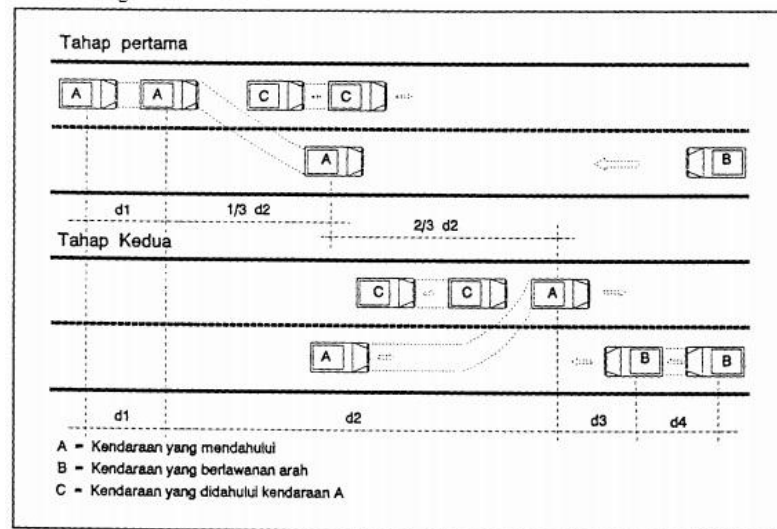 Tahap pertama
A A C C
A B
d1 1/3 d2
2/3 d2
Tahap Kedua
C C A
A B B
d1 d2 d3 d4
A = Kendaraan yang mendahului
B = Kendaraan yang berlawanan arah
C = Kendaraan yang didahului kendaraan A